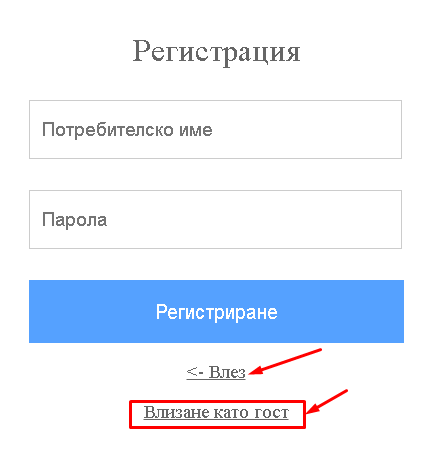 Регистрация
Потребителско име
Парола
Регистриране
<- Влез
Влизане като гост